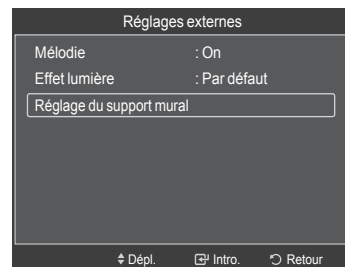 Réglages externes
Mélodie : On
Effet lumière : Par défaut
Réglage du support mural
Dépl. Intro. Retour